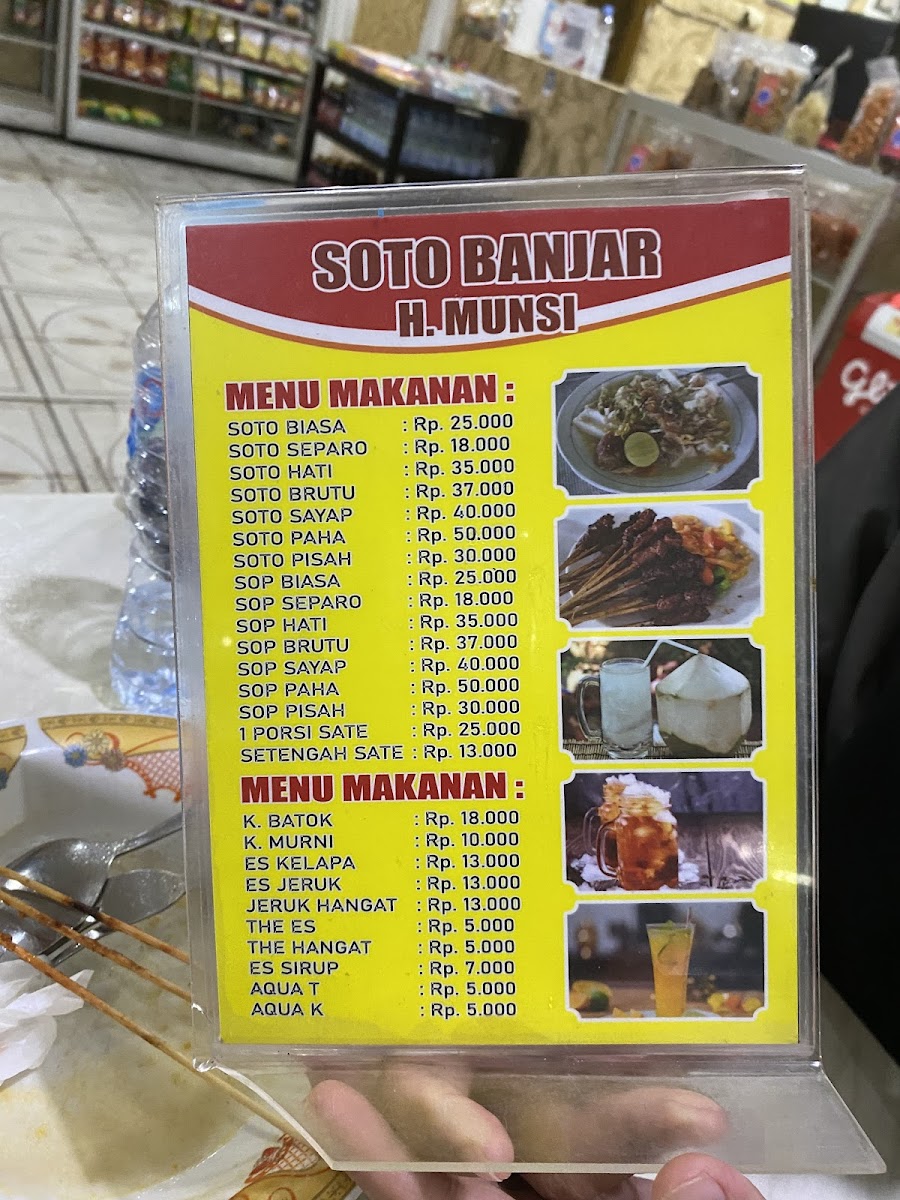 SOTO BANJAR
H. MUNSI
MENU MAKANAN :
SOTO BIASA : Rp. 25.000
SOTO SEPARO : Rp. 18.000
SOTO HATI : Rp. 35.000
SOTO BRUTU : Rp. 37.000
SOTO SAYAP : Rp. 40.000
SOTO PAHA : Rp. 50.000
SOTO PISAH : Rp. 30.000
SOP BIASA : Rp. 25.000
SOP SEPARO : Rp. 18.000
SOP HATI : Rp. 35.000
SOP BRUTU : Rp. 37.000
SOP SAYAP : Rp. 40.000
SOP PAHA : Rp. 50.000
SOP PISAH : Rp. 30.000
1 PORSI SATE : Rp. 25.000
SETENGAH SATE : Rp. 13.000
MENU MAKANAN :
K. BATOK : Rp. 18.000
K. MURNI : Rp. 10.000
ES KELAPA : Rp. 13.000
ES JERUK : Rp. 13.000
JERUK HANGAT : Rp. 13.000
THE ES : Rp. 5.000
THE HANGAT : Rp. 5.000
ES SIRUP : Rp. 7.000
AQUA T : Rp. 5.000
AQUA K : Rp. 5.000